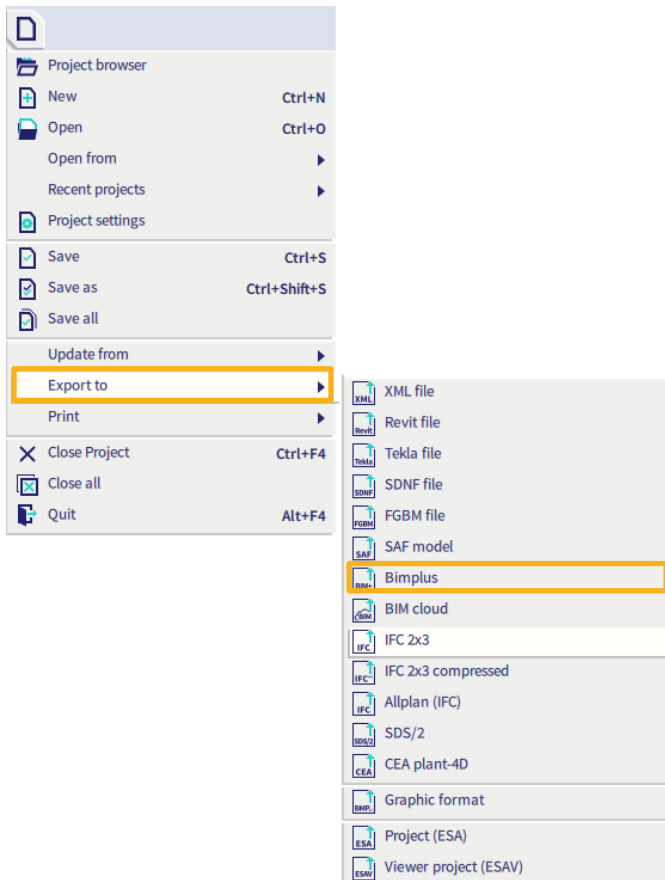 Project browser
New Ctrl+N
Open Ctrl+O
Open from
Recent projects
Project settings
Save Ctrl+S
Save as Ctrl+Shift+S
Save all
Update from
Export to
Print
Close Project Ctrl+F4
Close all
Quit Alt+F4
XML XML file
Revit Revit file
Tekla Tekla file
SDNF SDNF file
FGBM FGBM file
SAF SAF model
BIM+ Bimplus
BIM BIM cloud
IFC IFC 2x3
IFC IFC 2x3 compressed
IFC Allplan (IFC)
SDS/2 SDS/2
CEA CEA plant-4D
BMP.. Graphic format
ESA Project (ESA)
ESAV Viewer project (ESAV)